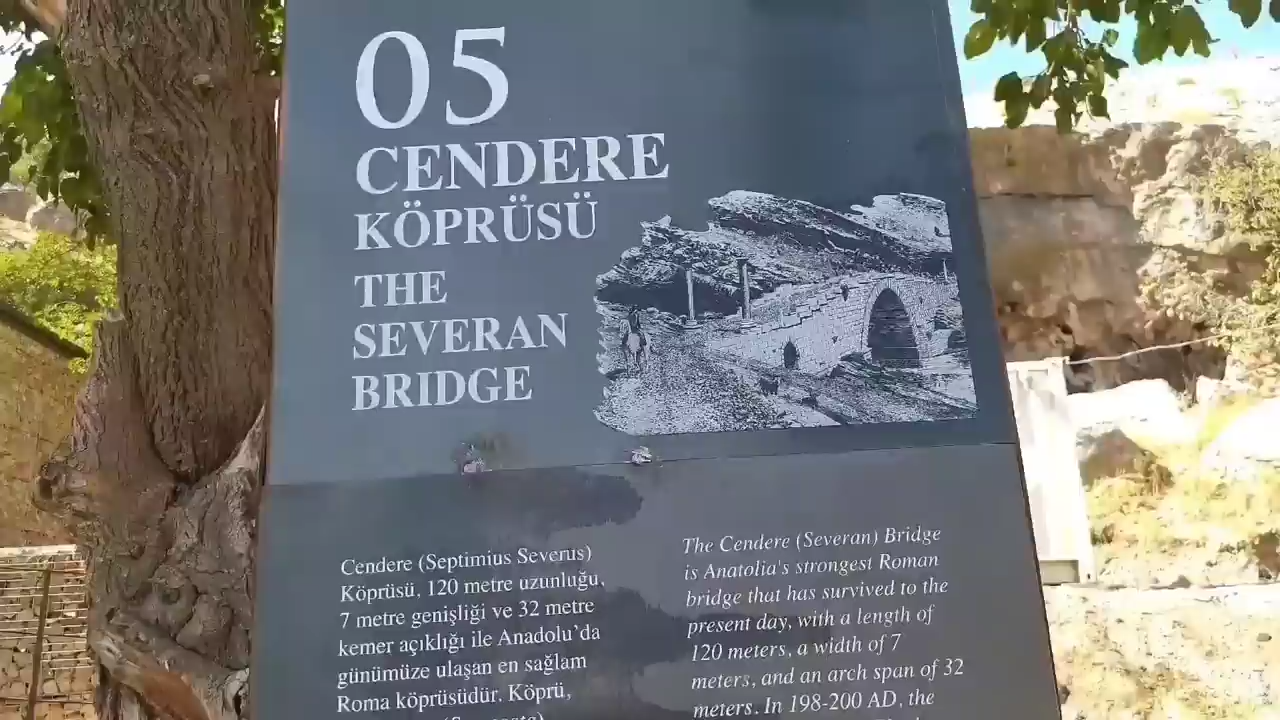 05
CENDERE
KÖPRÜSÜ
THE
SEVERAN
BRIDGE
Cendere (Septimius Severus)
Köprüsü, 120 metre uzunluğu,
7 metre genişliği ve 32 metre
kemer açıklığı ile Anadolu'da
günümüze ulaşan en sağlam
Roma köprüsüdür. Köprü,
The Cendere (Severan) Bridge
is Anatolia's strongest Roman
bridge that has survived to the
present day, with a length of
120 meters, a width of 7
meters, and an arch span of 32
meters. In 198-200 AD, the